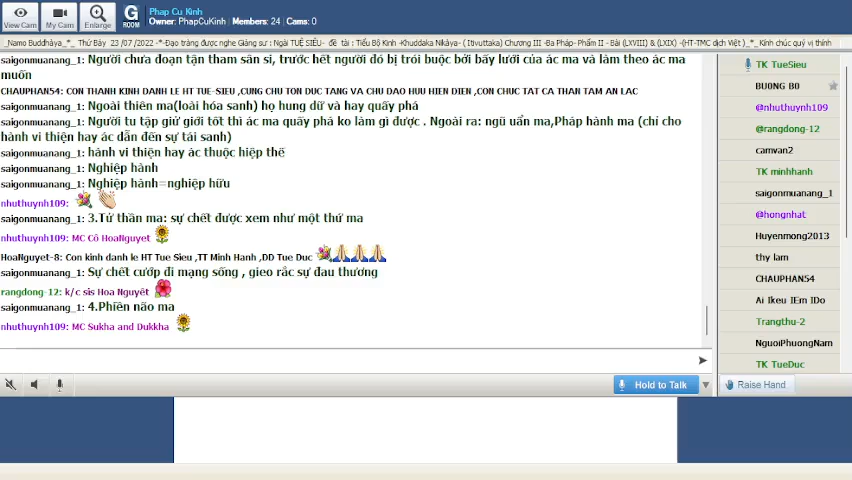 Phap Cu Kinh
Owner: PhapCuKinh | Members: 24 | Cams: 0
View Cam
My Cam
Enlarge
G ROOM
_Namo Buddhâya_*_ Thứ Bảy 23 /07 /2022 -*-Đạo tràng được nghe Giảng sư : Ngài TUỆ SIÊU- đề tài : Tiểu Bộ Kinh -Khuddaka Nikàya- ( Itivuttaka) Chương III -Ba Pháp- Phẩm II - Bài (LXVIII) & (LXIX) -(HT-TMC dịch Việt )_*_ Kính chúc quý vị thính
saigonmuanang_1: Người chưa đoạn tận tham sân si, trước hết người đó bị trói buộc bởi bấy lưới của ác ma và làm theo ác ma
muốn
CHAUPHAN54: CON THANH KINH DANH LE HT TUE-SIEU ,CUNG CHU TON DUC TANG VA CHU DAO HUU HIEN DIEN ,CON CHUC TAT CA THAN TAM AN LAC
saigonmuanang_1: Ngoài thiên ma(loài hóa sanh) họ hung dữ và hay quấy phá
saigonmuanang_1: Người tu tập giữ giới tốt thì ác ma quấy phá ko làm gì được . Ngoài ra: ngũ uẩn ma,Pháp hành ma (chỉ cho
hành vi thiện hay ác dẫn đến sự tái sanh)
saigonmuanang_1: hành vi thiện hay ác thuộc hiệp thế
saigonmuanang_1: Nghiệp hành
saigonmuanang_1: Nghiệp hành=nghiệp hữu
nhuthuynh109:
saigonmuanang_1: 3.Tử thần ma: sự chết được xem như một thứ ma
nhuthuynh109: MC Cô HoaNguyet
HoaNguyet-8: Con kinh danh le HT Tue Sieu ,TT Minh Hanh ,DD Tue Duc
saigonmuanang_1: Sự chết cướp đi mạng sống , gieo rắc sự đau thương
rangdong-12: k/c sis Hoa Nguyêt
saigonmuanang_1: 4.Phiền não ma
nhuthuynh109: MC Sukha and Dukkha
Hold to Talk
TK TueSieu
BUONG BO
@nhuthuynh109
@rangdong-12
camvan2
TK minhhanh
saigonmuanang_1
@hongnhat
Huyenmong2013
thy lam
CHAUPHAN54
Ai IKeu IEm IDo
Trangthu-2
NguoiPhuongNam
TK TueDuc
Raise Hand